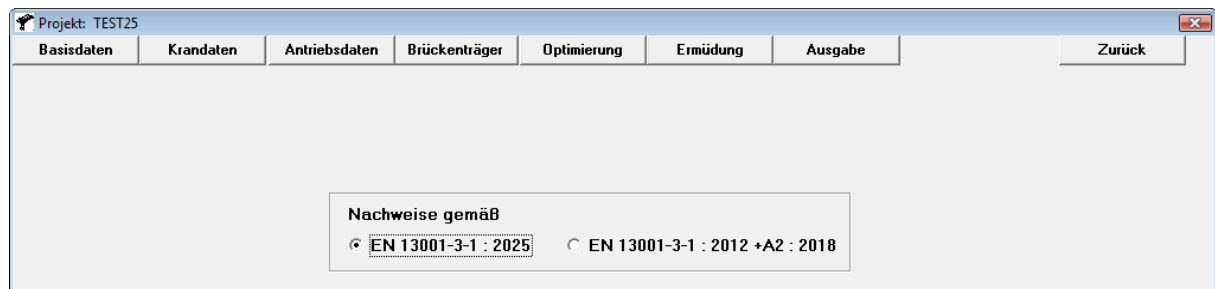 Projekt: TEST25
Basisdaten Krandaten Antriebsdaten Brückenträger Optimierung Ermüdung Ausgabe Zurück
Nachweise gemäß
EN 13001-3-1 : 2025 EN 13001-3-1 : 2012 +A2 : 2018